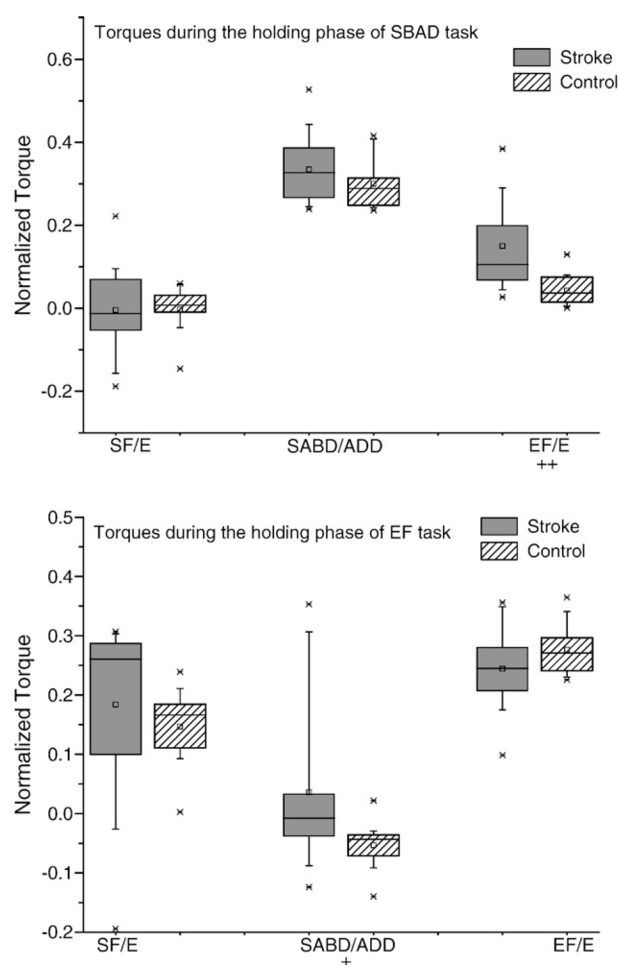 Torques during the holding phase of SBAD task
Stroke
Control
Normalized Torque
0.6
0.4
0.2
0.0
-0.2
SF/E SABD/ADD EF/E
++
Torques during the holding phase of EF task
Stroke
Control
Normalized Torque
0.5
0.4
0.3
0.2
0.1
0.0
-0.1
-0.2
SF/E SABD/ADD EF/E
+